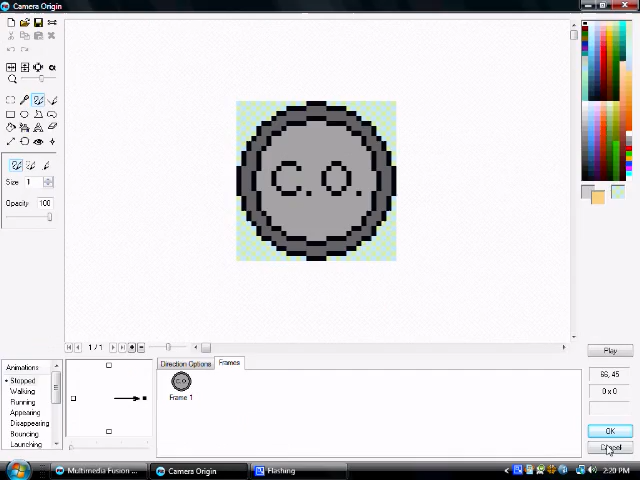 Camera Origin
C.O.
Size 1
Opacity 100
1 / 1
Play
66, 45
0 x 0
OK
Cancel
Animations
Stopped
Walking
Running
Appearing
Disappearing
Bouncing
Launching
Direction Options
Frames
C.O.
Frame 1
Multimedia Fusion ...
Camera Origin
Flashing
2:20 PM